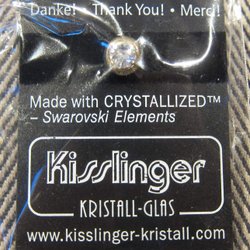 Danke! - Thank You! • Merci!
Made with CRYSTALLIZED™
– Swarovski Elements
Kisslinger
KRISTALL-GLAS
www.kisslinger-kristall.com